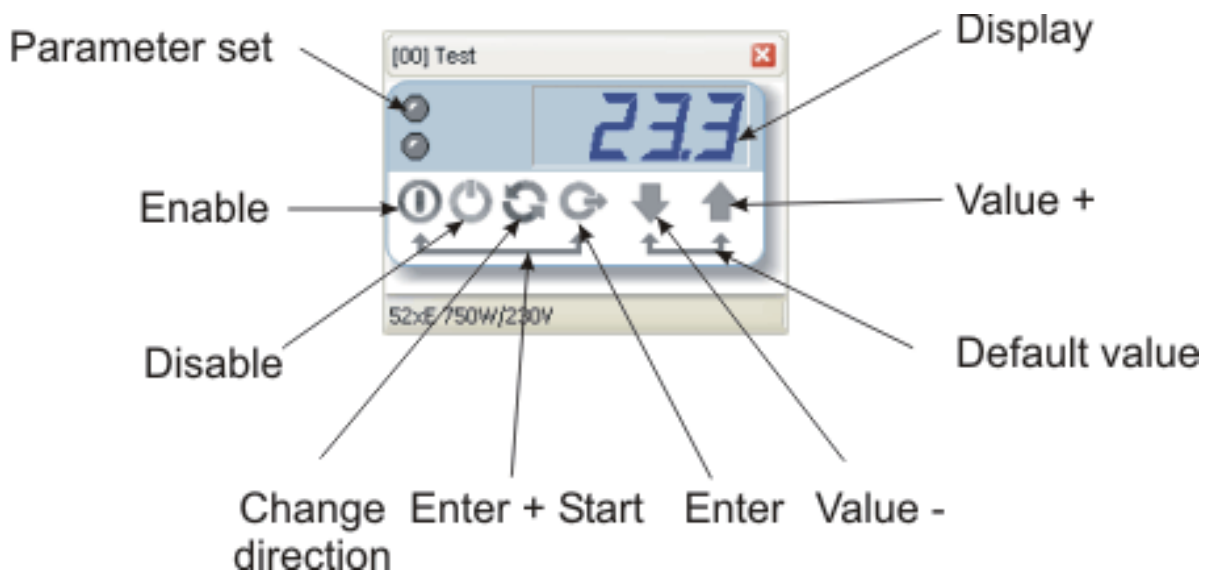 Parameter set
Display
[00] Test
23.3
Enable
Value +
52xE 750W/230V
Disable
Default value
Change direction
Enter + Start
Enter
Value -